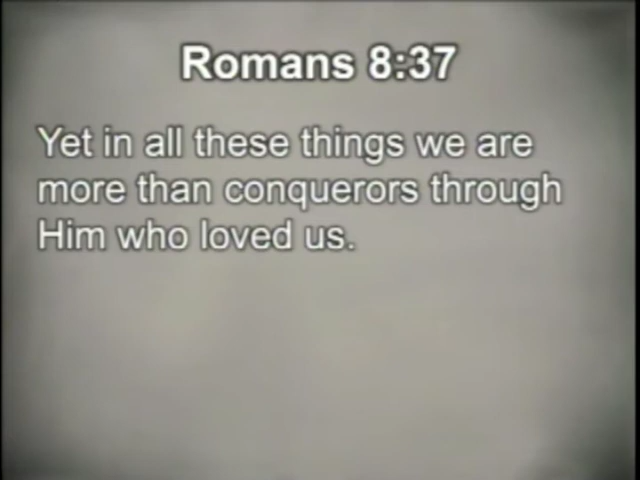 Romans 8:37
Yet in all these things we are
more than conquerors through
Him who loved us.